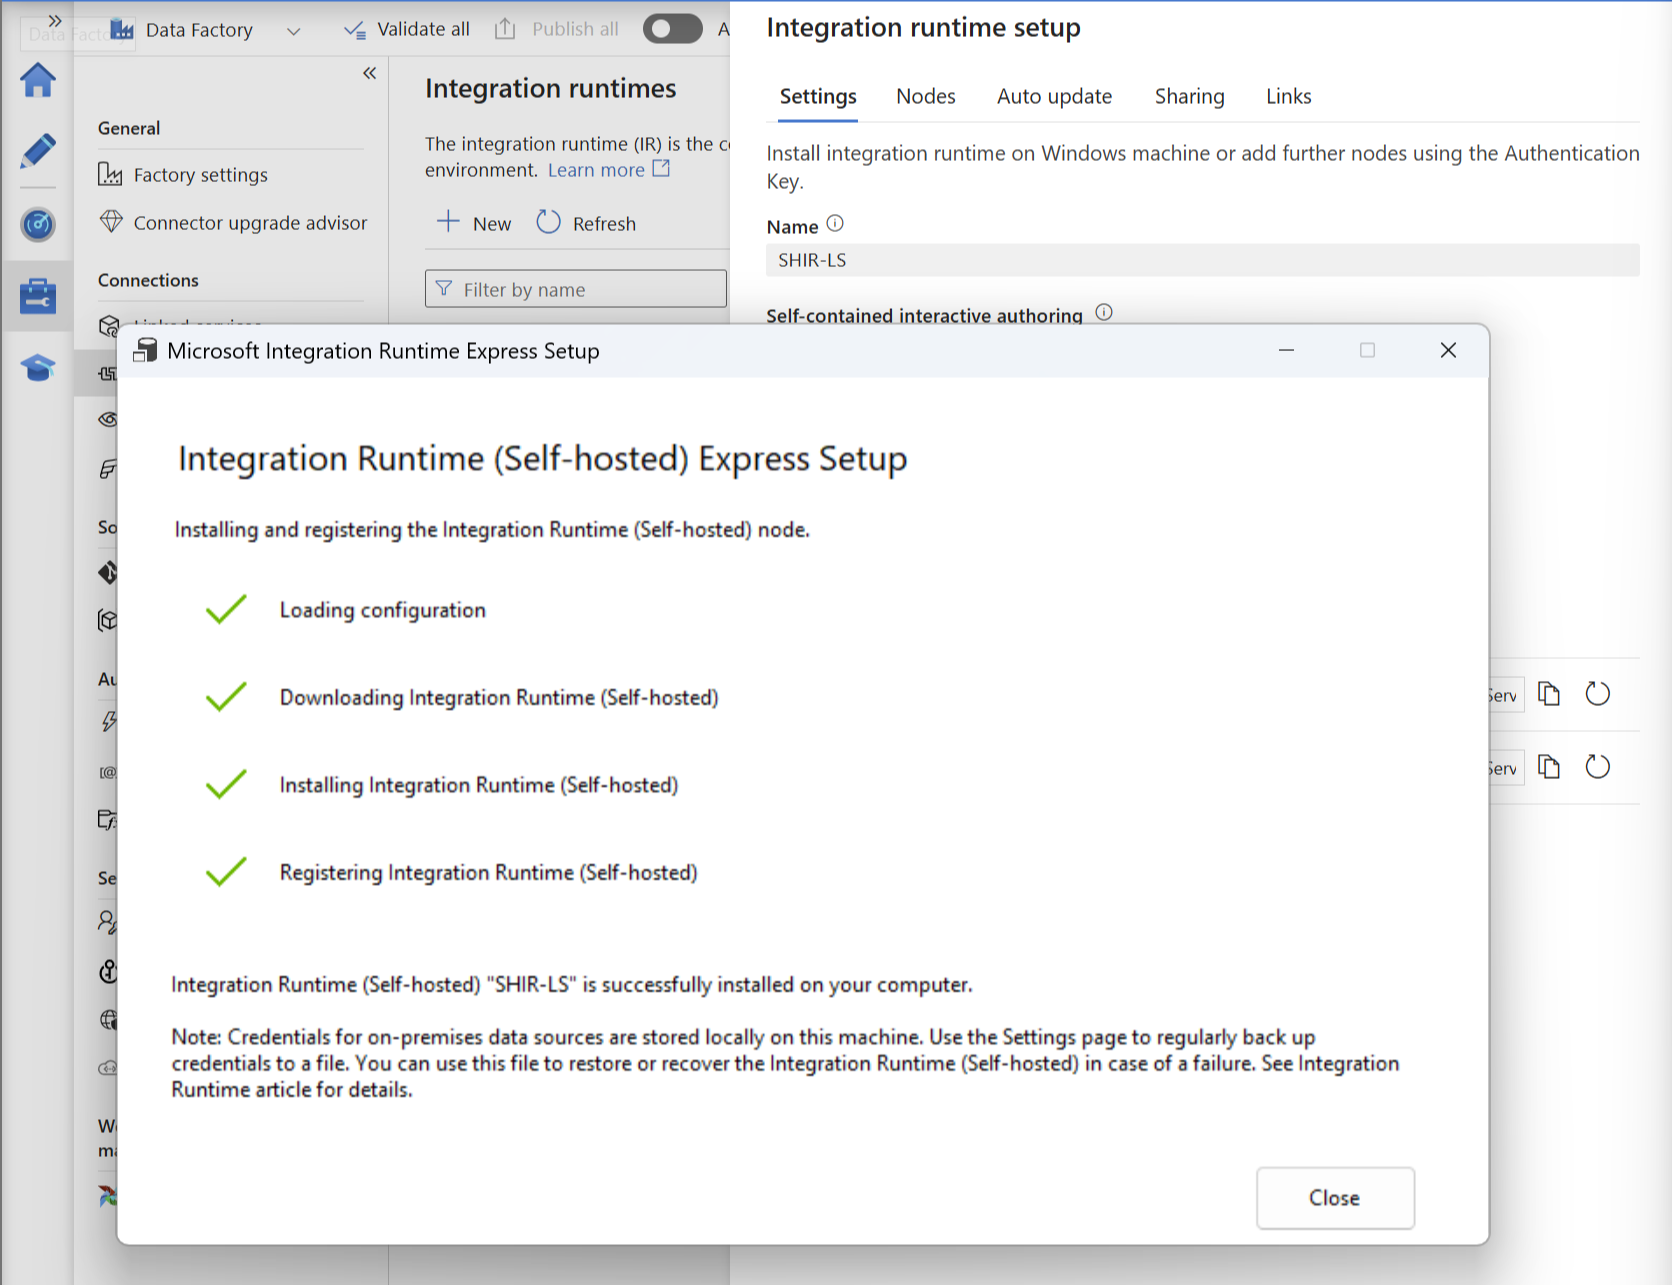 Data Factory
Validate all
Publish all
Integration runtime setup
Settings
Nodes
Auto update
Sharing
Links
Install integration runtime on Windows machine or add further nodes using the Authentication
Key.
Name
SHIR-LS
Self-contained interactive authoring
General
Factory settings
Connector upgrade advisor
Connections
Integration runtimes
The integration runtime (IR) is the
environment. Learn more
New
Refresh
Filter by name
Microsoft Integration Runtime Express Setup
Integration Runtime (Self-hosted) Express Setup
Installing and registering the Integration Runtime (Self-hosted) node.
Loading configuration
Downloading Integration Runtime (Self-hosted)
Installing Integration Runtime (Self-hosted)
Registering Integration Runtime (Self-hosted)
Integration Runtime (Self-hosted) "SHIR-LS" is successfully installed on your computer.
Note: Credentials for on-premises data sources are stored locally on this machine. Use the Settings page to regularly back up
credentials to a file. You can use this file to restore or recover the Integration Runtime (Self-hosted) in case of a failure. See Integration
Runtime article for details.
Close